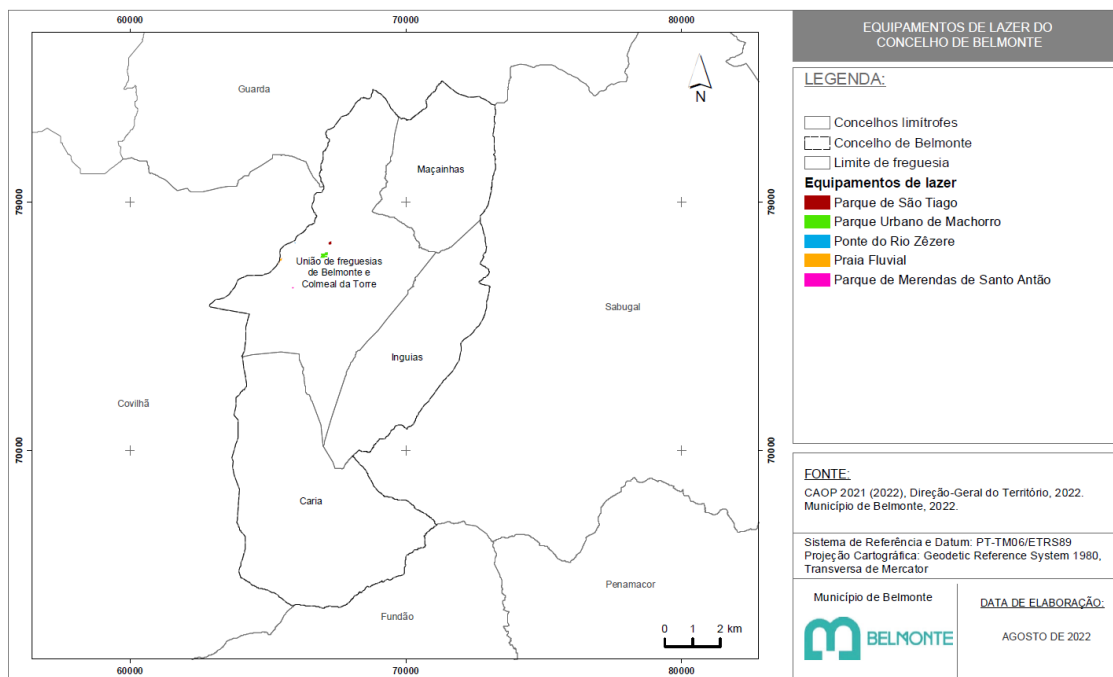 60000
70000
80000
79000
79000
70000
70000
60000
70000
80000
Guarda
N
Maçainhas
União de freguesias
de Belmonte e
Colmeal da Torre
Sabugal
Inguias
Covilhã
Caria
Penamacor
Fundão
0 1 2 km
EQUIPAMENTOS DE LAZER DO
CONCELHO DE BELMONTE
LEGENDA:
Concelhos limítrofes
Concelho de Belmonte
Limite de freguesia
Equipamentos de lazer
Parque de São Tiago
Parque Urbano de Machorro
Ponte do Rio Zêzere
Praia Fluvial
Parque de Merendas de Santo Antão
FONTE:
CAOP 2021 (2022), Direção-Geral do Território, 2022.
Município de Belmonte, 2022.
Sistema de Referência e Datum: PT-TM06/ETRS89
Projeção Cartográfica: Geodetic Reference System 1980,
Transversa de Mercator
Município de Belmonte
BELMONTE
DATA DE ELABORAÇÃO:
AGOSTO DE 2022